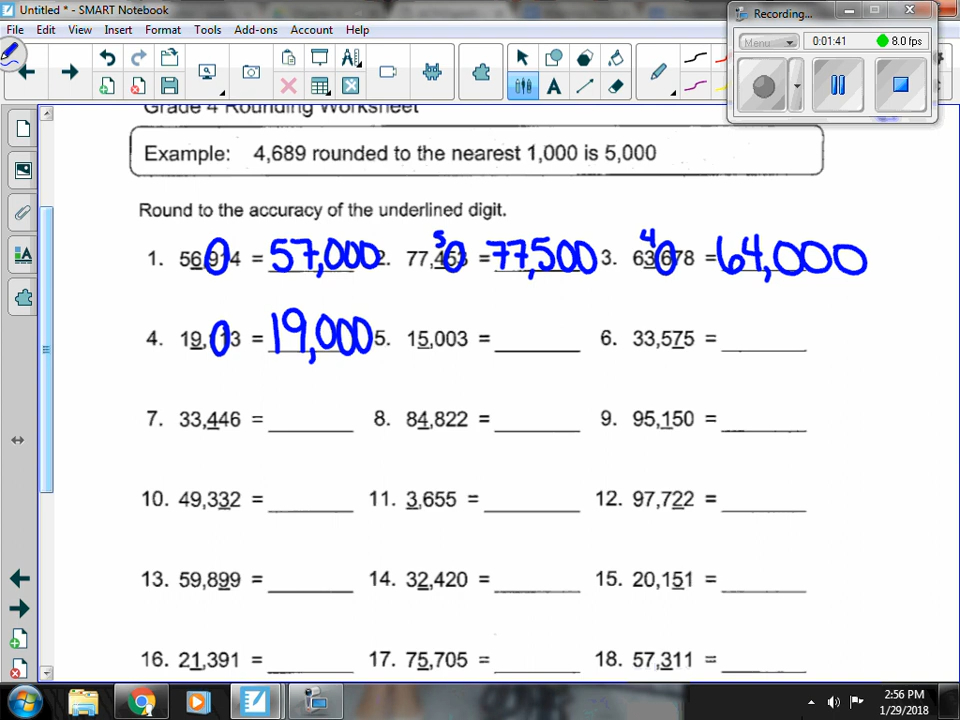 Untitled * - SMART Notebook
File Edit View Insert Format Tools Add-ons Account Help
Recording...
Menu 0:01:41 8.0 fps
Grade 4 Rounding Worksheet
Example: 4,689 rounded to the nearest 1,000 is 5,000
Round to the accuracy of the underlined digit.
5 4
1. 56,914 = 57,000 2. 77,453 = 77,500 3. 63,678 = 64,000
4. 19,113 = 19,000 5. 15,003 = 6. 33,575 =
7. 33,446 = 8. 84,822 = 9. 95,150 =
10. 49,332 = 11. 3,655 = 12. 97,722 =
13. 59,899 = 14. 32,420 = 15. 20,151 =
16. 21,391 = 17. 75,705 = 18. 57,311 =
2:56 PM
1/29/2018